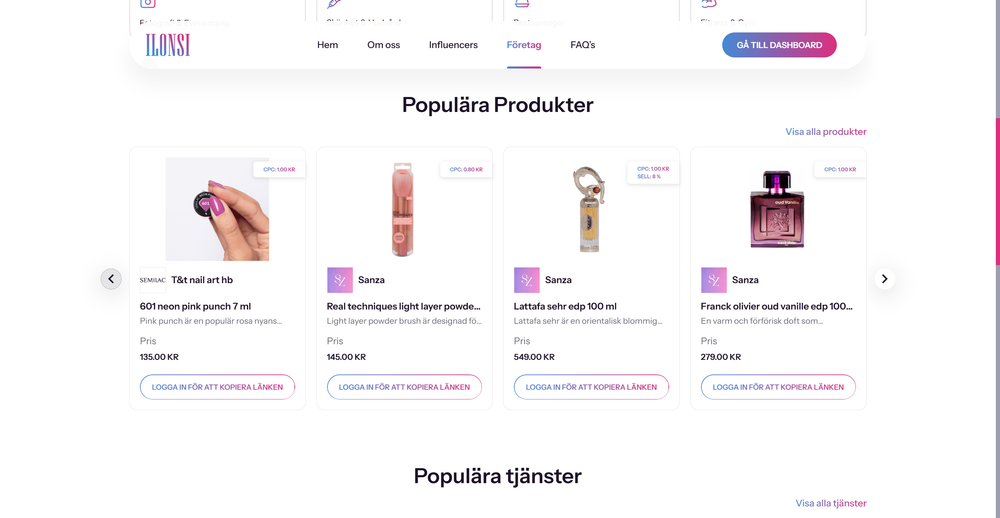 ILONSI
Hem
Om oss
Influencers
Företag
FAQ's
GÅ TILL DASHBOARD
Populära Produkter
Visa alla produkter
CPC: 1.00 KR
CPC: 0.80 KR
CPC: 1.00 KR
SELL: 8 %
CPC: 1.00 KR
601
SEMILAC
T&t nail art hb
Sanza
Sanza
Sanza
601 neon pink punch 7 ml
Real techniques light layer powde...
Lattafa sehr edp 100 ml
Franck olivier oud vanille edp 100...
Pink punch är en populär rosa nyans...
Light layer powder brush är designad fö...
Lattafa sehr är en orientalisk blommig...
En varm och förförisk doft som...
Pris
Pris
Pris
Pris
135.00 KR
145.00 KR
549.00 KR
279.00 KR
LOGGA IN FÖR ATT KOPIERA LÄNKEN
LOGGA IN FÖR ATT KOPIERA LÄNKEN
LOGGA IN FÖR ATT KOPIERA LÄNKEN
LOGGA IN FÖR ATT KOPIERA LÄNKEN
Populära tjänster
Visa alla tjänster